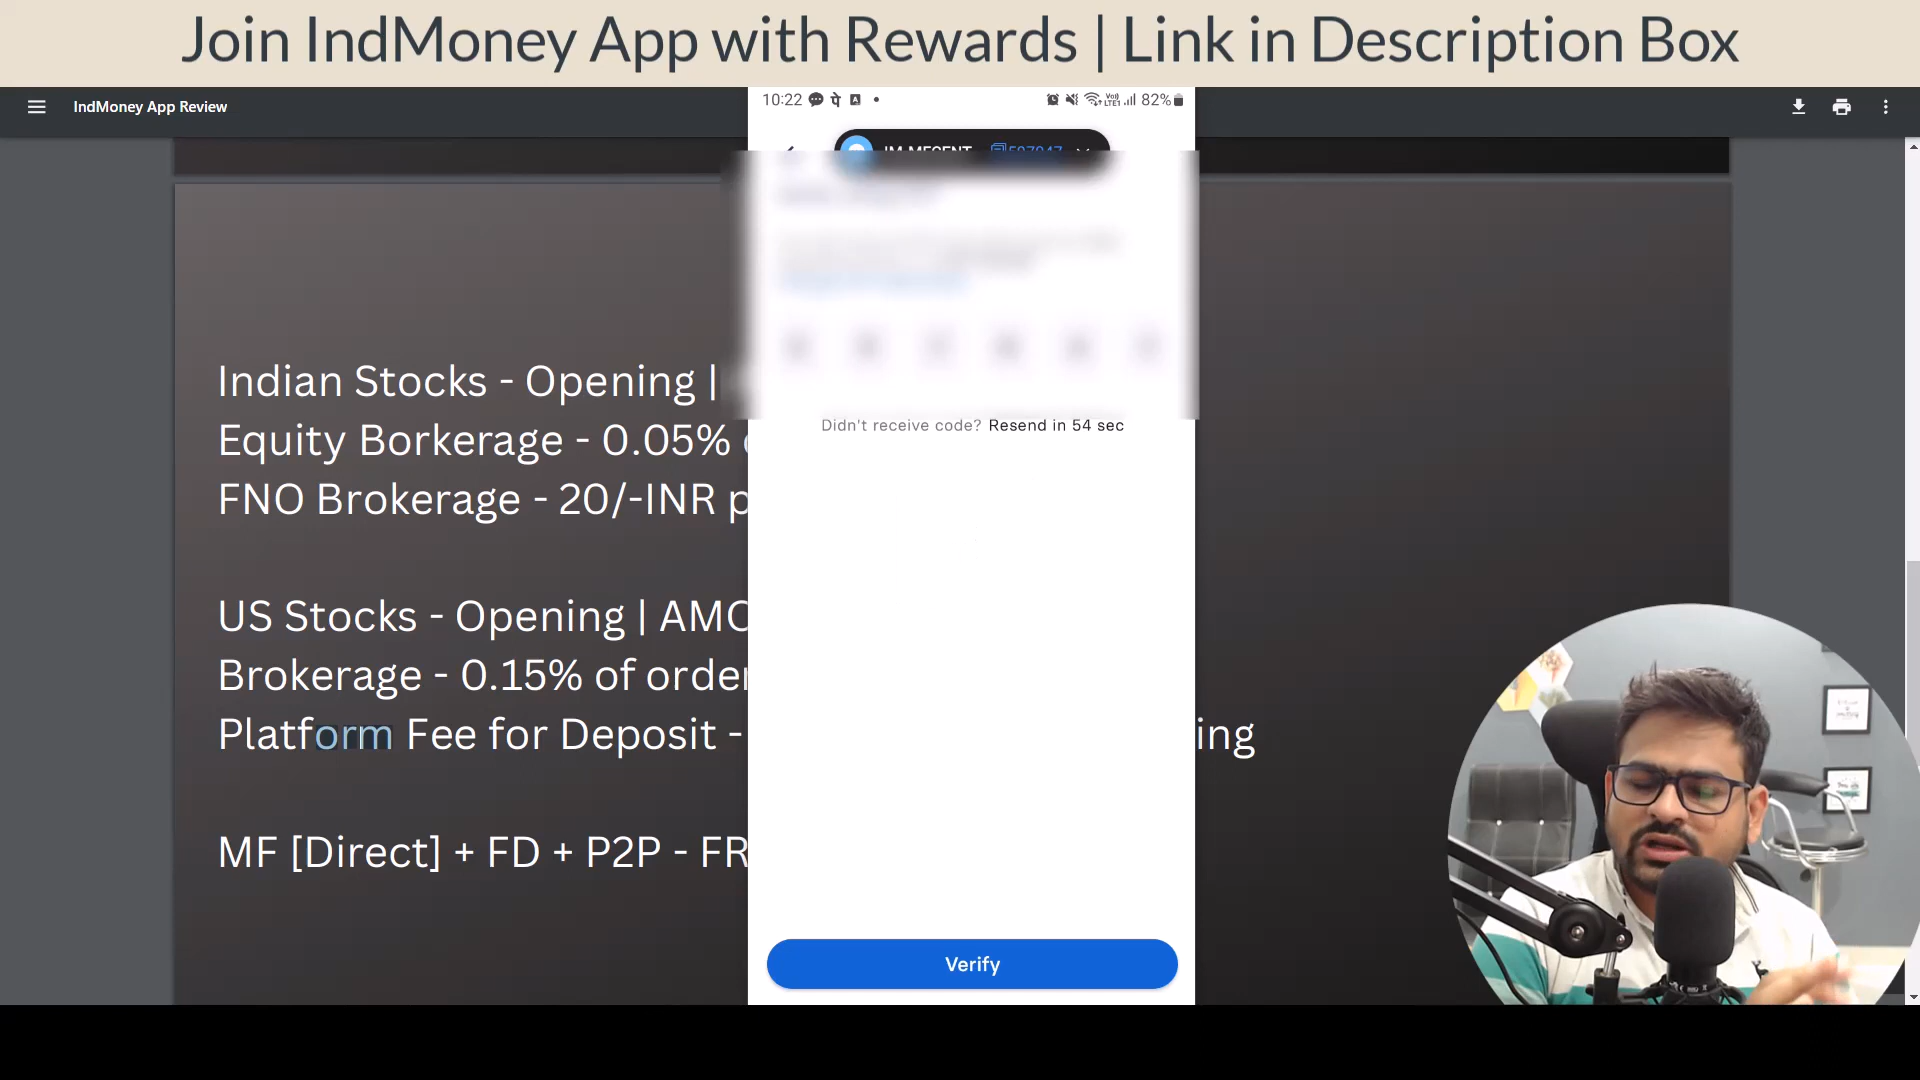 Join IndMoney App with Rewards | Link in Description Box
IndMoney App Review
10:22
82%
Didn't receive code? Resend in 54 sec
Verify
Indian Stocks - Opening |
Equity Borkerage - 0.05%
FNO Brokerage - 20/-INR p
US Stocks - Opening | AMC
Brokerage - 0.15% of order
Platform Fee for Deposit - ing
MF [Direct] + FD + P2P - FR